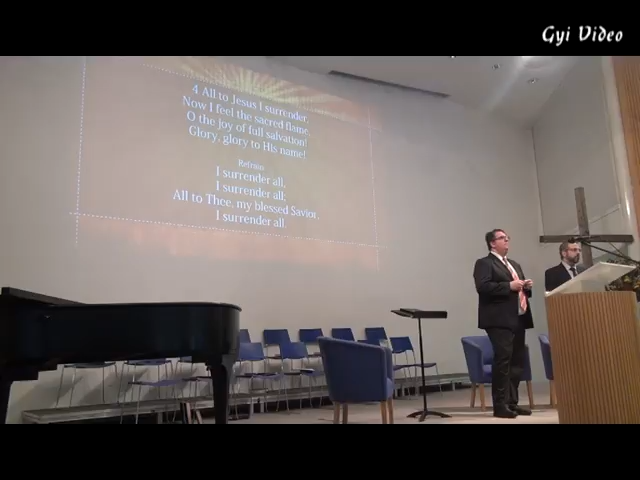 Gyi Video
4 All to Jesus I surrender,
Now I feel the sacred flame.
O the joy of full salvation!
Glory, glory to His name!
Refrain
I surrender all,
I surrender all;
All to Thee, my blessed Savior,
I surrender all.